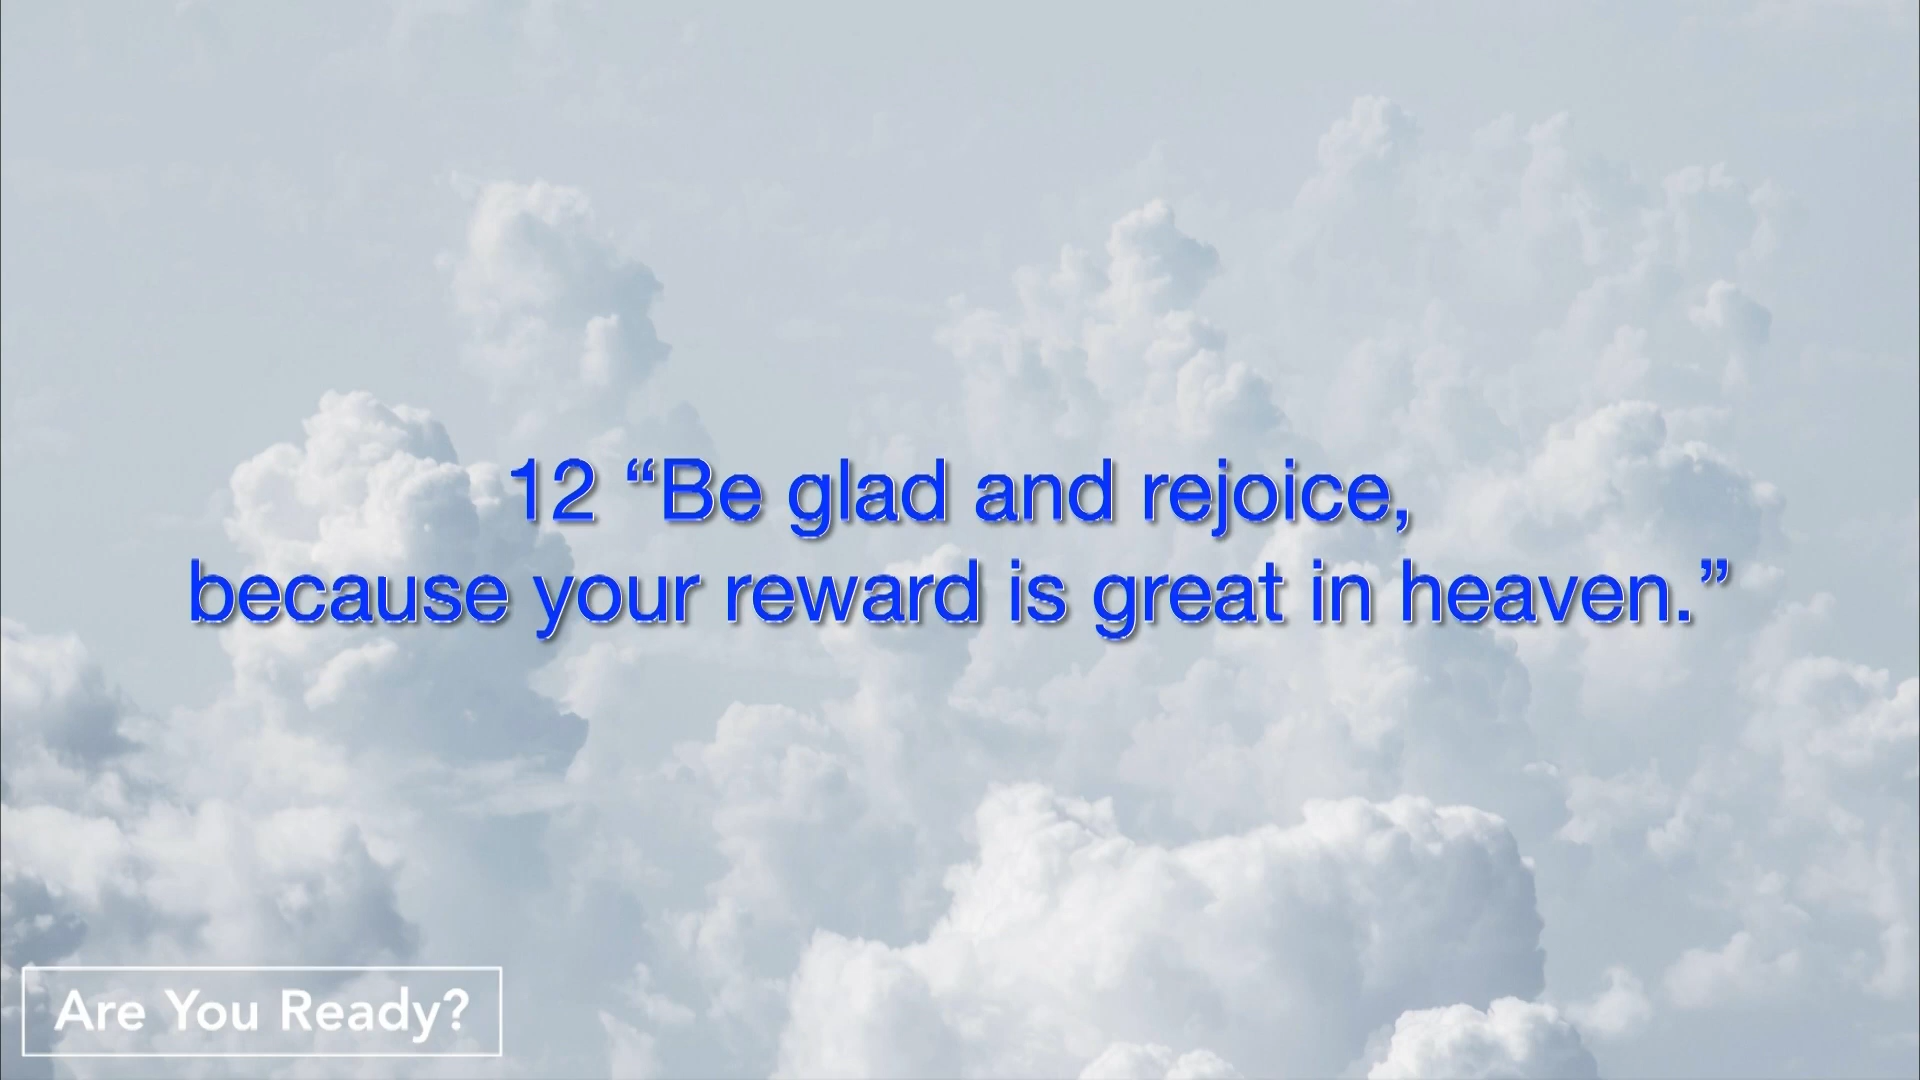 12 “Be glad and rejoice,
because your reward is great in heaven.”
Are You Ready?